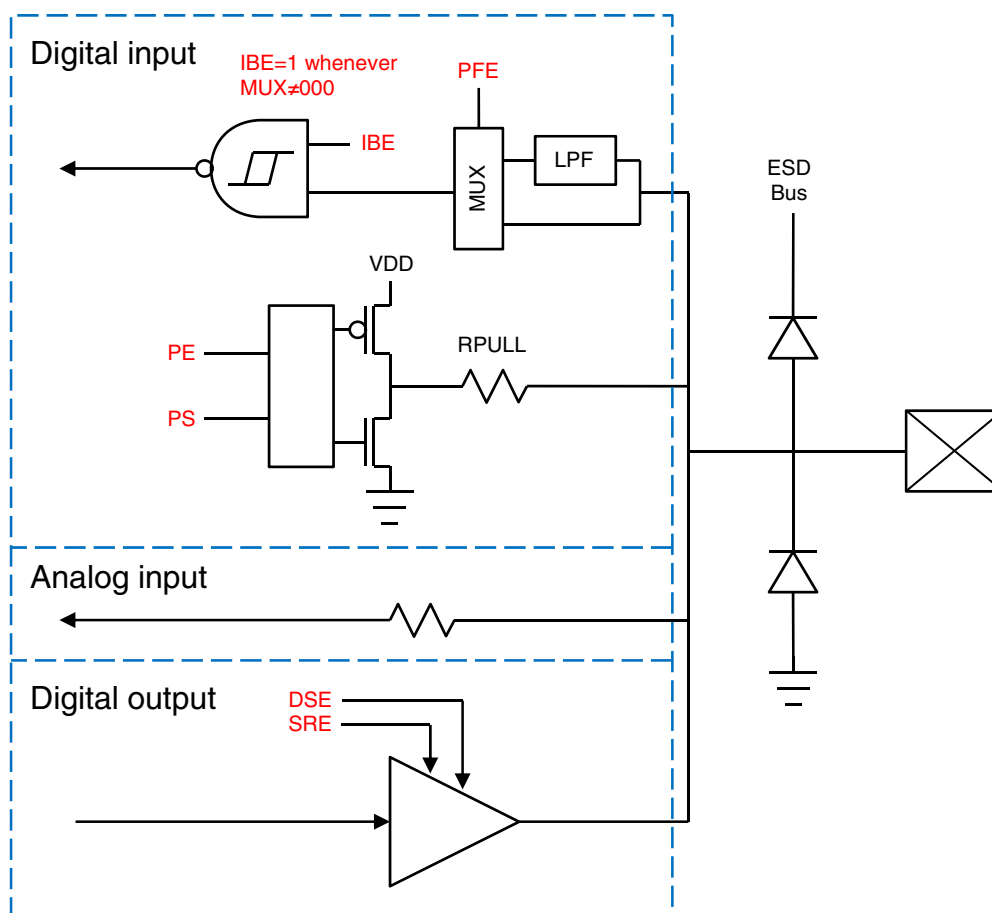 Digital input
IBE=1 whenever
MUX≠000
PFE
IBE
MUX
LPF
ESD
Bus
VDD
PE
RPULL
PS
Analog input
Digital output
DSE
SRE